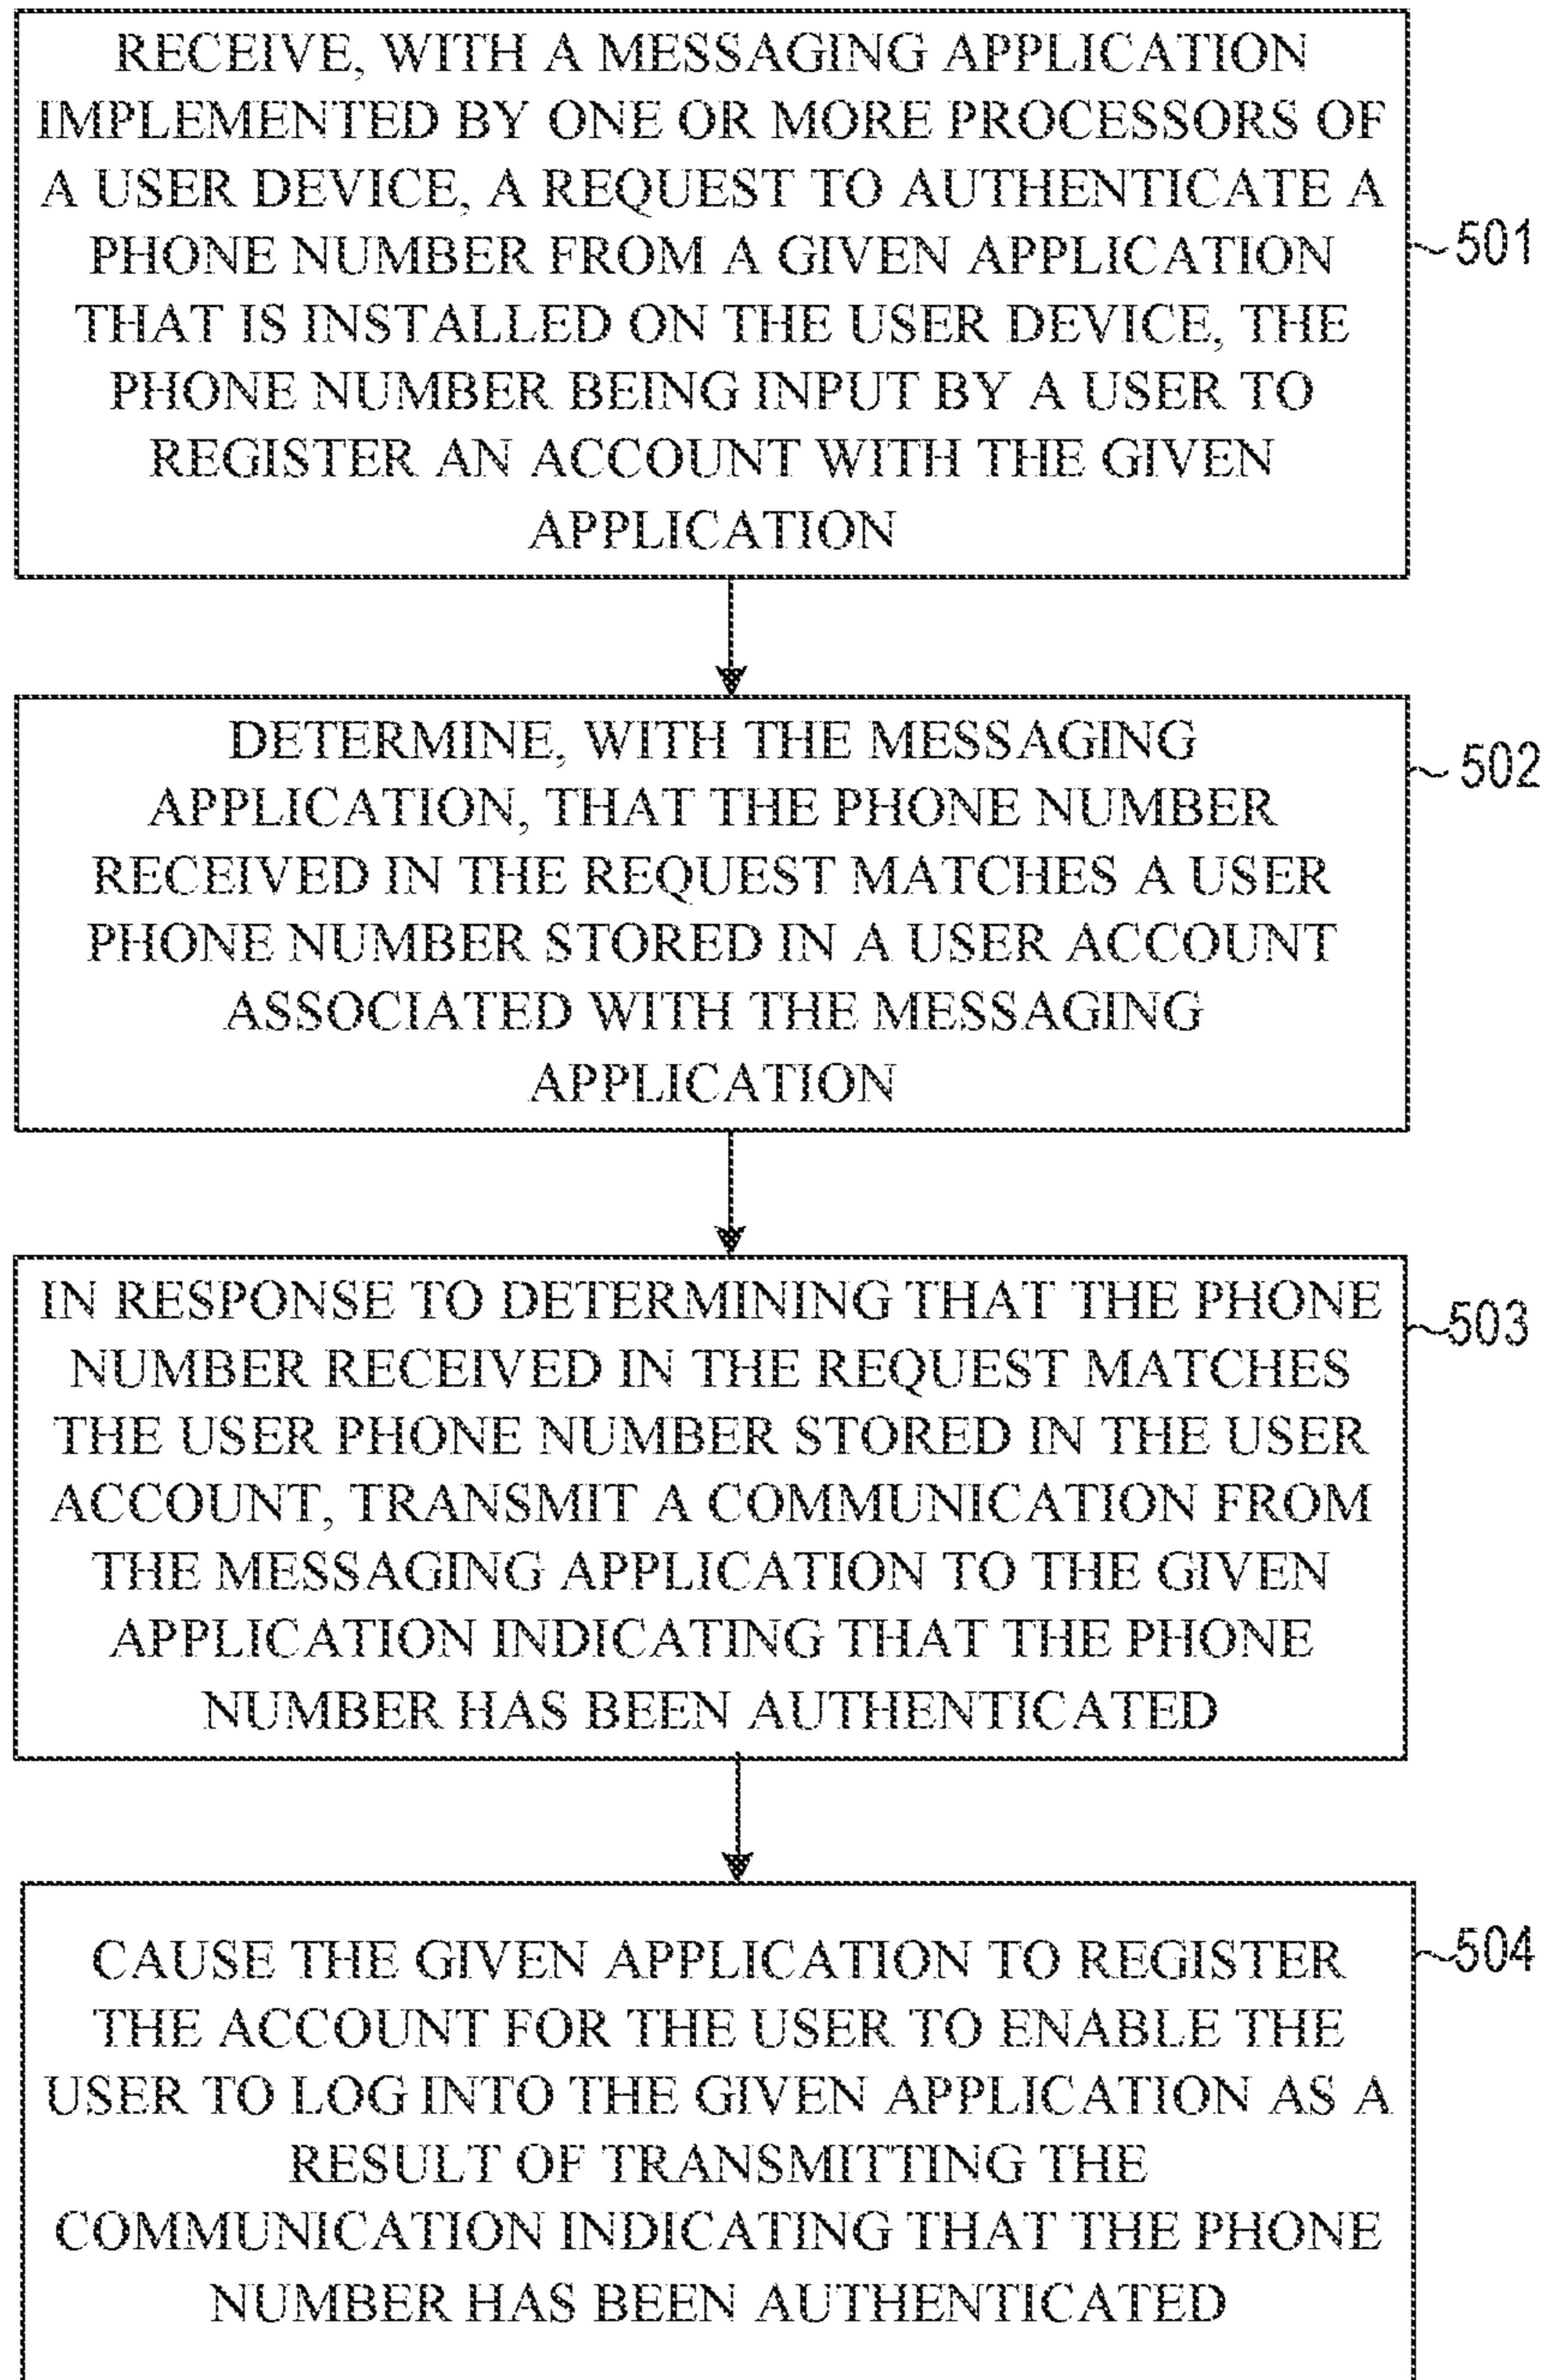 RECEIVE, WITH A MESSAGING APPLICATION
IMPLEMENTED BY ONE OR MORE PROCESSORS OF
A USER DEVICE, A REQUEST TO AUTHENTICATE A
PHONE NUMBER FROM A GIVEN APPLICATION
THAT IS INSTALLED ON THE USER DEVICE, THE
PHONE NUMBER BEING INPUT BY A USER TO
REGISTER AN ACCOUNT WITH THE GIVEN
APPLICATION
501
DETERMINE, WITH THE MESSAGING
APPLICATION, THAT THE PHONE NUMBER
RECEIVED IN THE REQUEST MATCHES A USER
PHONE NUMBER STORED IN A USER ACCOUNT
ASSOCIATED WITH THE MESSAGING
APPLICATION
502
IN RESPONSE TO DETERMINING THAT THE PHONE
NUMBER RECEIVED IN THE REQUEST MATCHES
THE USER PHONE NUMBER STORED IN THE USER
ACCOUNT, TRANSMIT A COMMUNICATION FROM
THE MESSAGING APPLICATION TO THE GIVEN
APPLICATION INDICATING THAT THE PHONE
NUMBER HAS BEEN AUTHENTICATED
503
CAUSE THE GIVEN APPLICATION TO REGISTER
THE ACCOUNT FOR THE USER TO ENABLE THE
USER TO LOG INTO THE GIVEN APPLICATION AS A
RESULT OF TRANSMITTING THE
COMMUNICATION INDICATING THAT THE PHONE
NUMBER HAS BEEN AUTHENTICATED
504